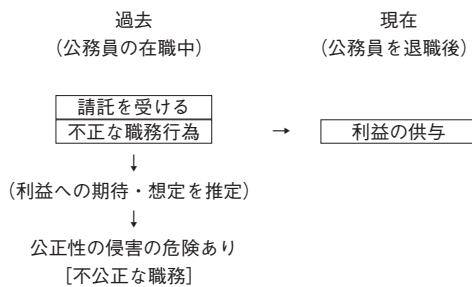 過去
（公務員の在職中）
現在
（公務員を退職後）
請託を受ける
不正な職務行為
→
利益の供与
↓
（利益への期待・想定を推定）
↓
公正性の侵害の危険あり
［不公正な職務］